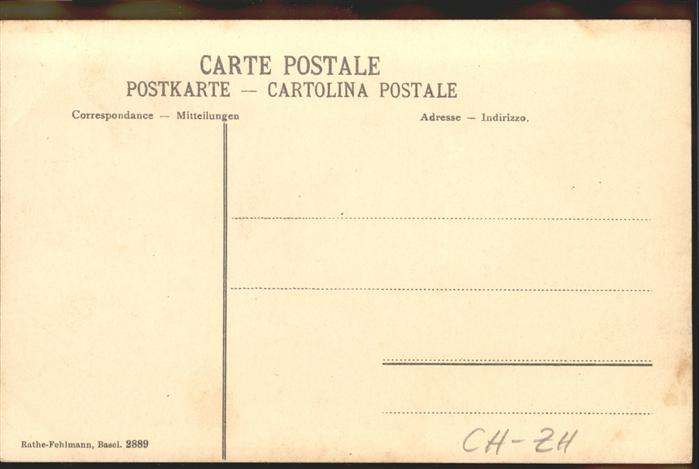 CARTE POSTALE
POSTKARTE — CARTOLINA POSTALE
Correspondance — Mitteilungen
Adresse — Indirizzo.
Rathe-Fehlmann, Basel. 2889
CH-ZH